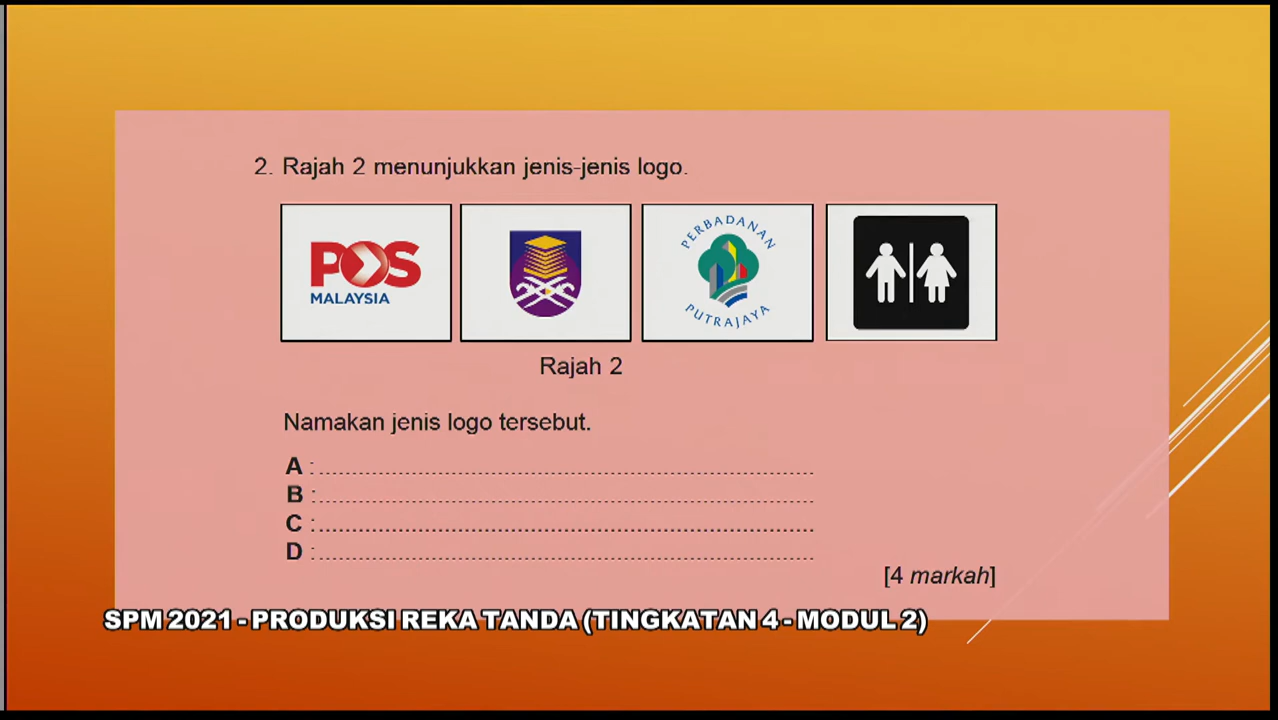 2. Rajah 2 menunjukkan jenis-jenis logo.
POS
MALAYSIA
PERBADANAN
PUTRAJAYA
Rajah 2
Namakan jenis logo tersebut.
A : ................................................................................
B : ................................................................................
C : ................................................................................
D : ................................................................................
[4 markah]
SPM 2021 - PRODUKSI REKA TANDA (TINGKATAN 4 - MODUL 2)